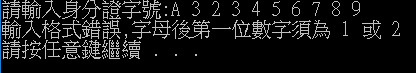 請輸入身分證字號:A 3 2 3 4 5 6 7 8 9
輸入格式錯誤,字母後第一位數字須為 1 或 2
請按任意鍵繼續 . . .